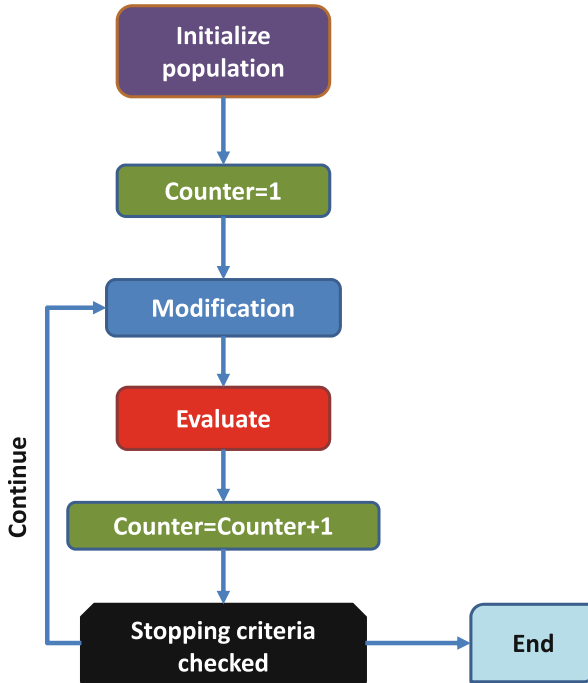 Initialize
population
Counter=1
Modification
Evaluate
Continue
Counter=Counter+1
Stopping criteria
checked
End